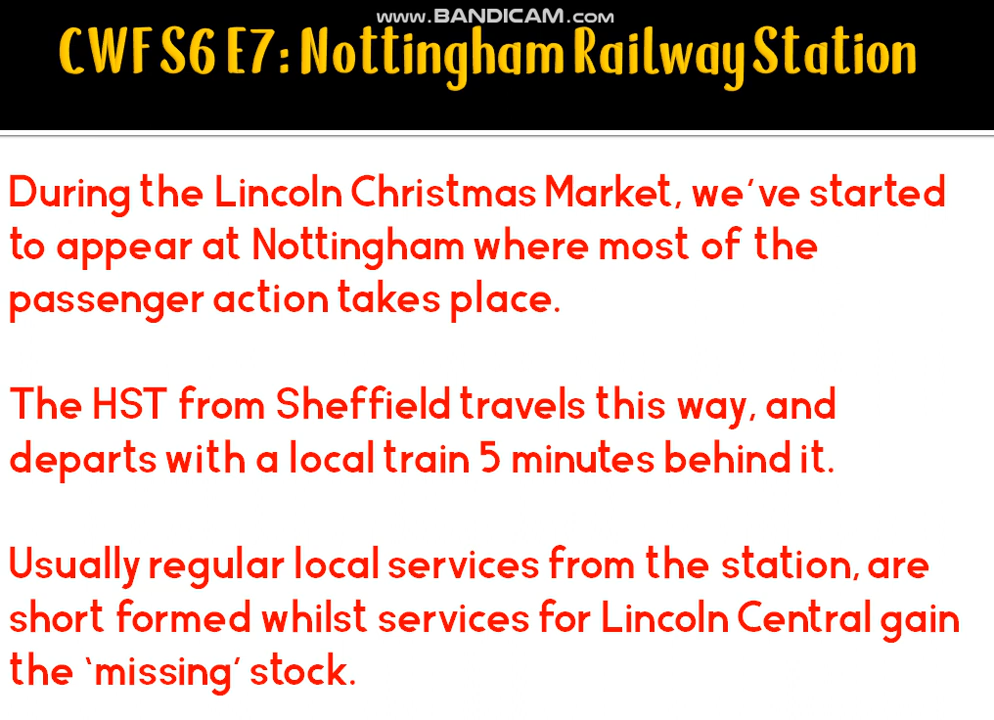 www.BANDICAM.com
CWF S6 E7: Nottingham Railway Station
During the Lincoln Christmas Market, we've started
to appear at Nottingham where most of the
passenger action takes place.
The HST from Sheffield travels this way, and
departs with a local train 5 minutes behind it.
Usually regular local services from the station, are
short formed whilst services for Lincoln Central gain
the 'missing' stock.